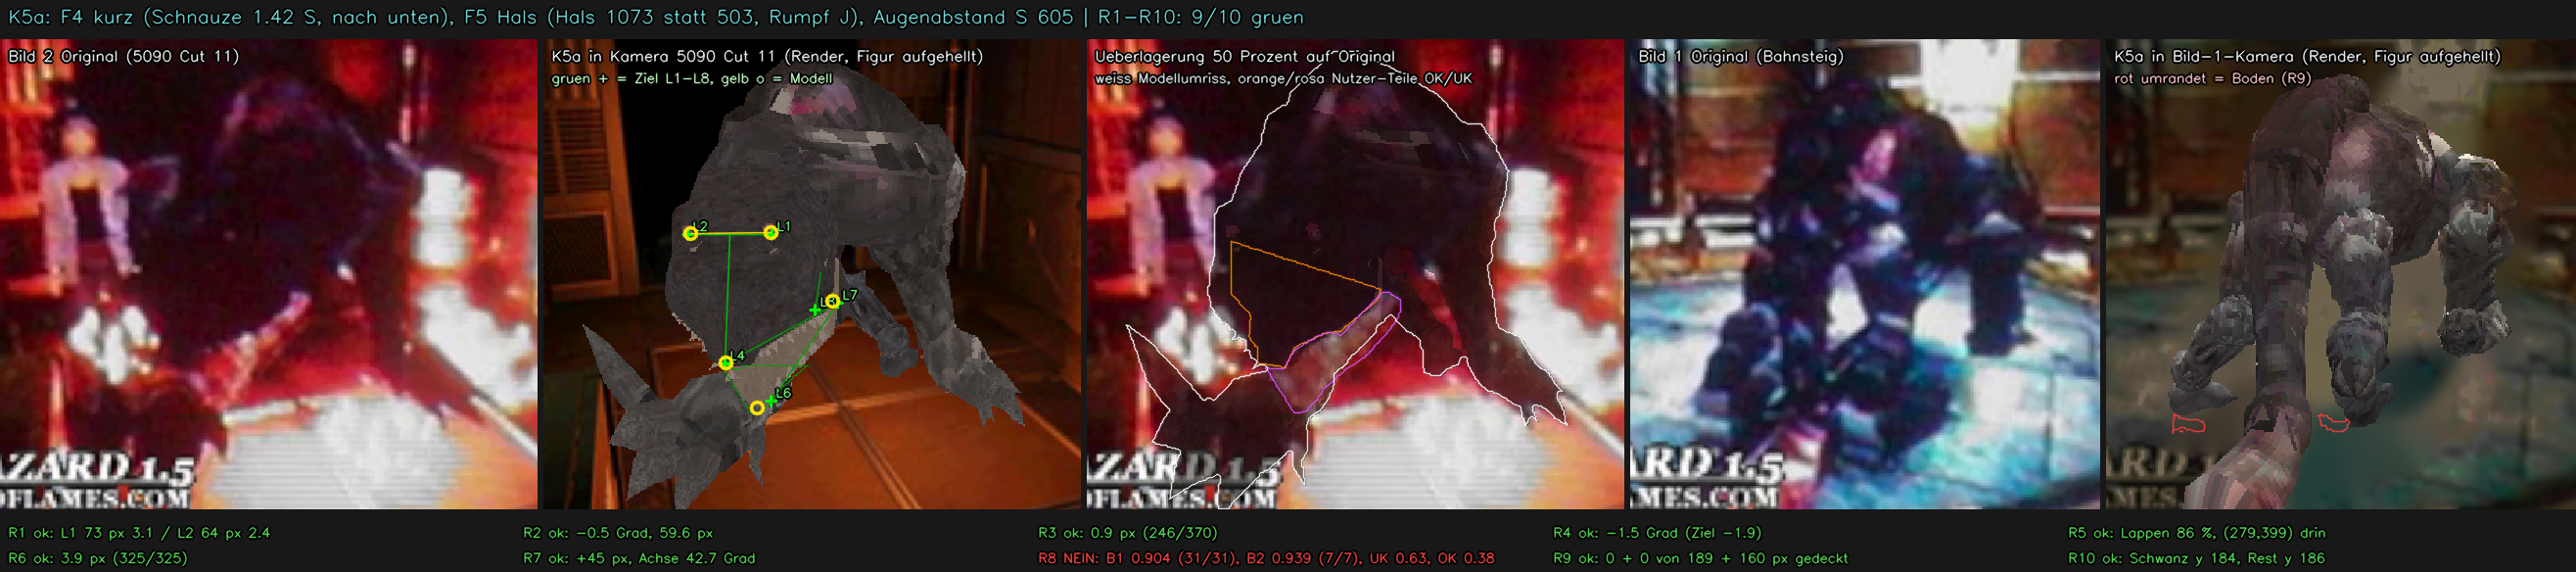 K5a: F4 kurz (Schnauze 1.42 S, nach unten), F5 Hals (Hals 1073 statt 503, Rumpf J), Augenabstand S 605 | R1-R10: 9/10 gruen
Bild 2 Original (5090 Cut 11)
AZARD 1.5
OFLAMES.COM
K5a in Kamera 5090 Cut 11 (Render, Figur aufgehellt)
gruen + = Ziel L1-L8, gelb o = Modell
L2
L1
L7
L4
L6
Ueberlagerung 50 Prozent auf Original
weiss Modellumriss, orange/rosa Nutzer-Teile OK/UK
AZARD 1.5
OFLAMES.COM
Bild 1 Original (Bahnsteig)
RD 1.5
MES.COM
K5a in Bild-1-Kamera (Render, Figur aufgehellt)
rot umrandet = Boden (R9)
RD 1
MES.CO
R1 ok: L1 73 px 3.1 / L2 64 px 2.4
R2 ok: -0.5 Grad, 59.6 px
R3 ok: 0.9 px (246/370)
R4 ok: -1.5 Grad (Ziel -1.9)
R5 ok: Lappen 86 %, (279,399) drin
R6 ok: 3.9 px (325/325)
R7 ok: +45 px, Achse 42.7 Grad
R8 NEIN: B1 0.904 (31/31), B2 0.939 (7/7), UK 0.63, OK 0.38
R9 ok: 0 + 0 von 189 + 160 px gedeckt
R10 ok: Schwanz y 184, Rest y 186